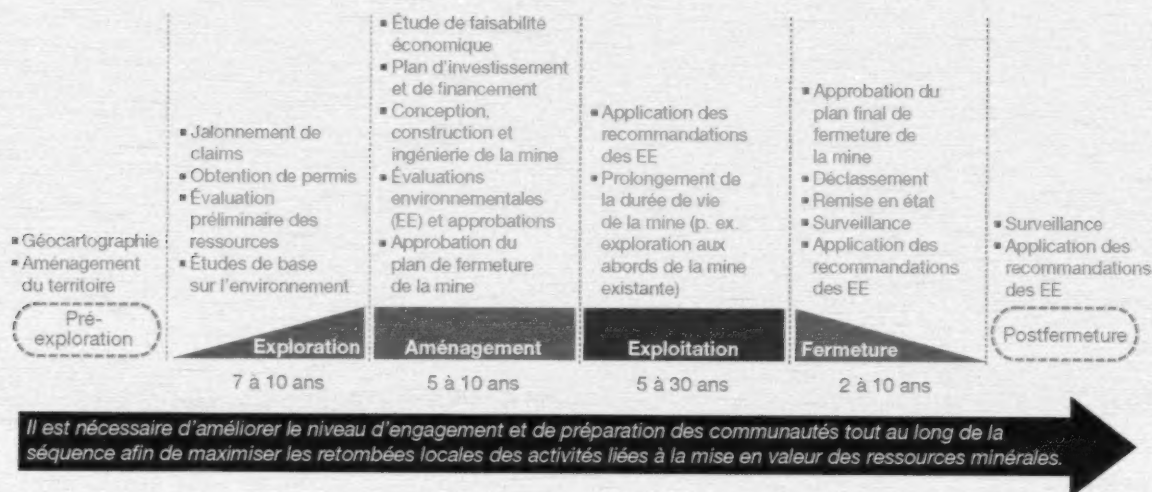 ▪ Géocartographie
▪ Aménagement
du territoire
Pré-
exploration
▪ Jalonnement de
claims
▪ Obtention de permis
▪ Évaluation
préliminaire des
ressources
▪ Études de base
sur l'environnement
Exploration
7 à 10 ans
▪ Étude de faisabilité
économique
▪ Plan d'investissement
et de financement
▪ Conception,
construction et
ingénierie de la mine
▪ Évaluations
environnementales
(EE) et approbations
▪ Approbation du
plan de fermeture
de la mine
Aménagement
5 à 10 ans
▪ Application des
recommandations
des EE
▪ Prolongement de
la durée de vie
de la mine (p. ex.
exploration aux
abords de la mine
existante)
Exploitation
5 à 30 ans
▪ Approbation du
plan final de
fermeture de
la mine
▪ Déclassement
▪ Remise en état
▪ Surveillance
▪ Application des
recommandations
des EE
Fermeture
2 à 10 ans
▪ Surveillance
▪ Application des
recommandations
des EE
Postfermeture
Il est nécessaire d'améliorer le niveau d'engagement et de préparation des communautés tout au long de la
séquence afin de maximiser les retombées locales des activités liées à la mise en valeur des ressources minérales.